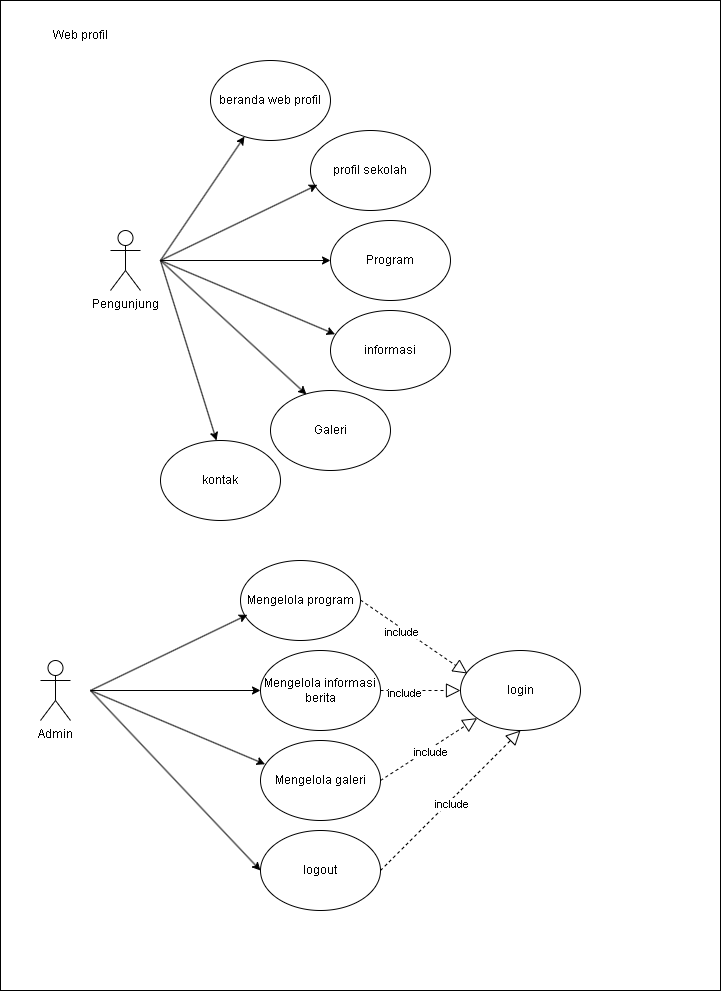 Web profil
beranda web profil
profil sekolah
Program
Pengunjung
informasi
Galeri
kontak
Mengelola program
include
Mengelola informasi
berita
include
login
Admin
include
Mengelola galeri
include
logout